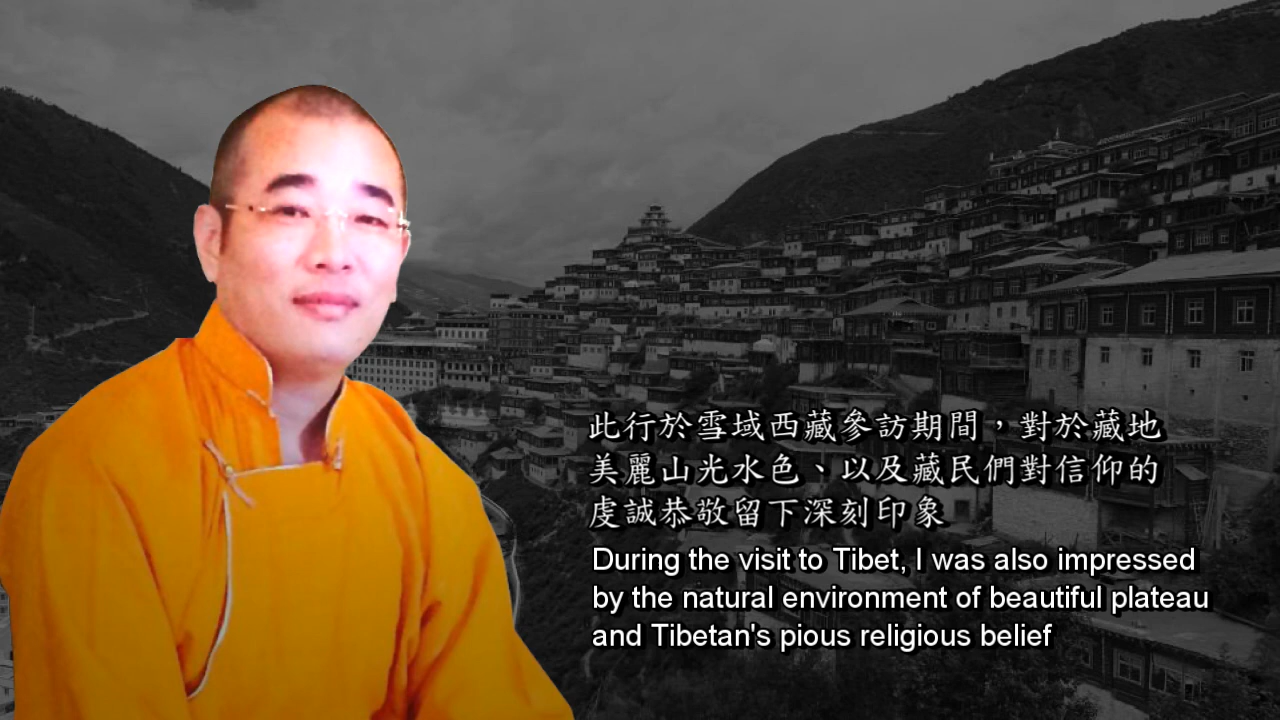 此行於雪域西藏參訪期間，對於藏地
美麗山光水色、以及藏民們對信仰的
虔誠恭敬留下深刻印象
During the visit to Tibet, I was also impressed
by the natural environment of beautiful plateau
and Tibetan's pious religious belief